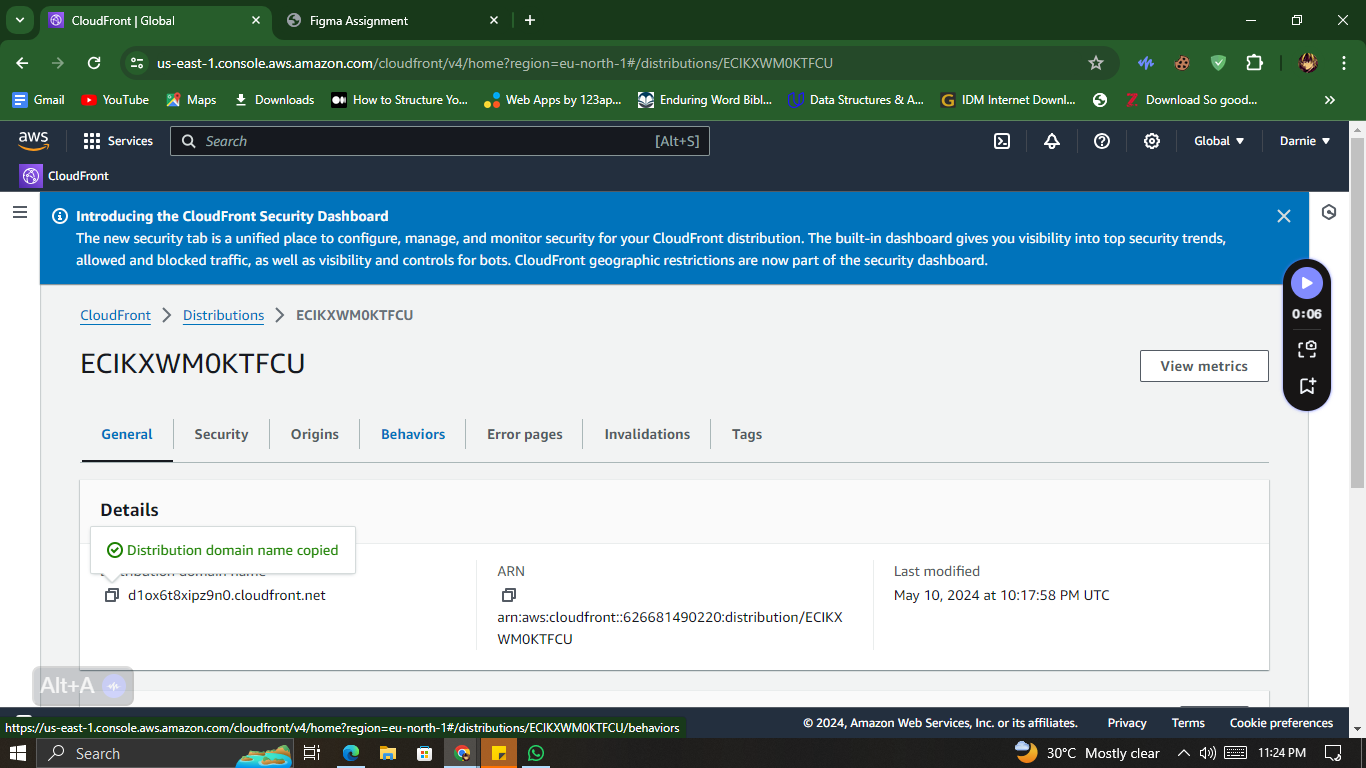 CloudFront | Global
Figma Assignment
us-east-1.console.aws.amazon.com/cloudfront/v4/home?region=eu-north-1#/distributions/ECIKXWM0KTFCU
Gmail
YouTube
Maps
Downloads
How to Structure Yo...
Web Apps by 123ap...
Enduring Word Bibl...
Data Structures & A...
IDM Internet Downl...
Download So good...
aws
Services
Search
[Alt+S]
Global
Darnie
CloudFront
Introducing the CloudFront Security Dashboard
The new security tab is a unified place to configure, manage, and monitor security for your CloudFront distribution. The built-in dashboard gives you visibility into top security trends,
allowed and blocked traffic, as well as visibility and controls for bots. CloudFront geographic restrictions are now part of the security dashboard.
0:06
CloudFront
Distributions
ECIKXWM0KTFCU
ECIKXWM0KTFCU
View metrics
General
Security
Origins
Behaviors
Error pages
Invalidations
Tags
Details
Distribution domain name copied
d1ox6t8xipz9n0.cloudfront.net
ARN
arn:aws:cloudfront::626681490220:distribution/ECIKX
WM0KTFCU
Last modified
May 10, 2024 at 10:17:58 PM UTC
Alt+A
https://us-east-1.console.aws.amazon.com/cloudfront/v4/home?region=eu-north-1#/distributions/ECIKXWM0KTFCU/behaviors
© 2024, Amazon Web Services, Inc. or its affiliates.
Privacy
Terms
Cookie preferences
Search
30°C Mostly clear
11:24 PM